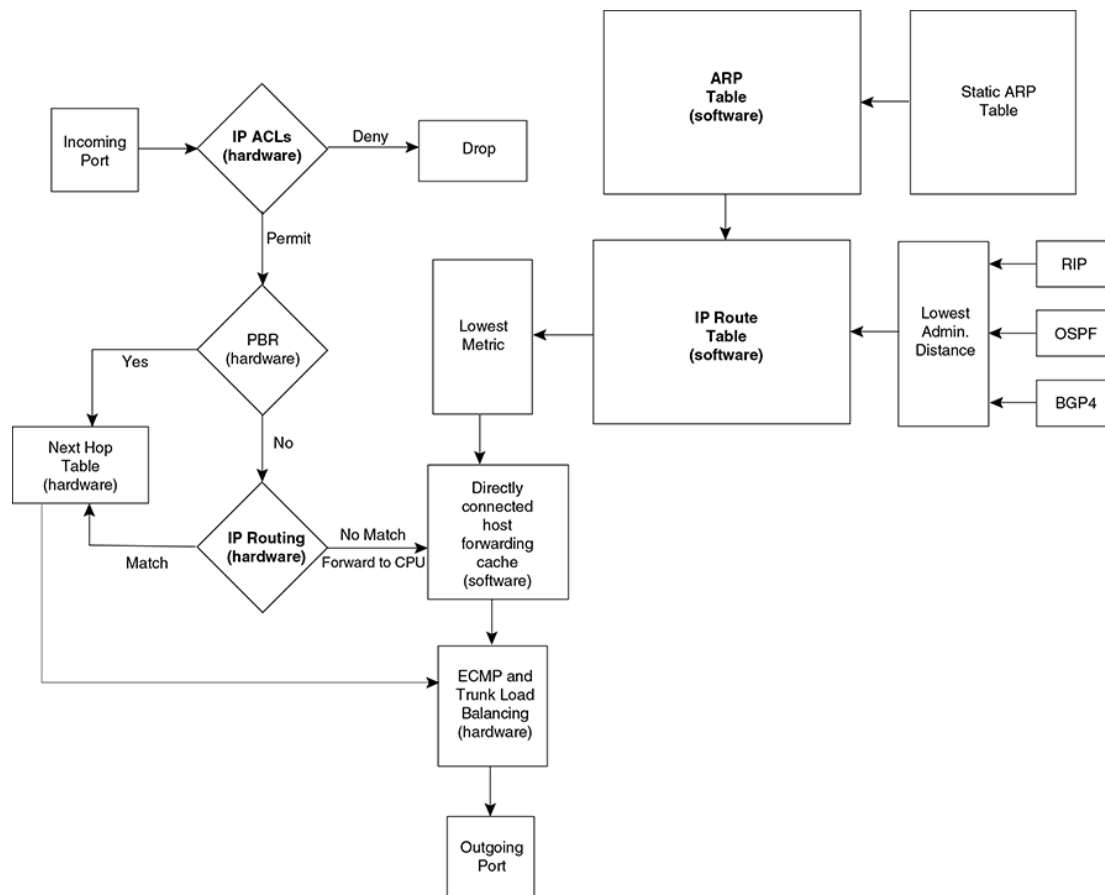 ARP
Table
(software)
Static ARP
Table
Incoming
Port
IP ACLs
(hardware)
Deny
Drop
Permit
RIP
Lowest
Metric
IP Route
Table
(software)
Lowest
Admin.
Distance
OSPF
BGP4
PBR
(hardware)
Yes
No
Next Hop
Table
(hardware)
IP Routing
(hardware)
Match
No Match
Forward to CPU
Directly
connected
host
forwarding
cache
(software)
ECMP and
Trunk Load
Balancing
(hardware)
Outgoing
Port